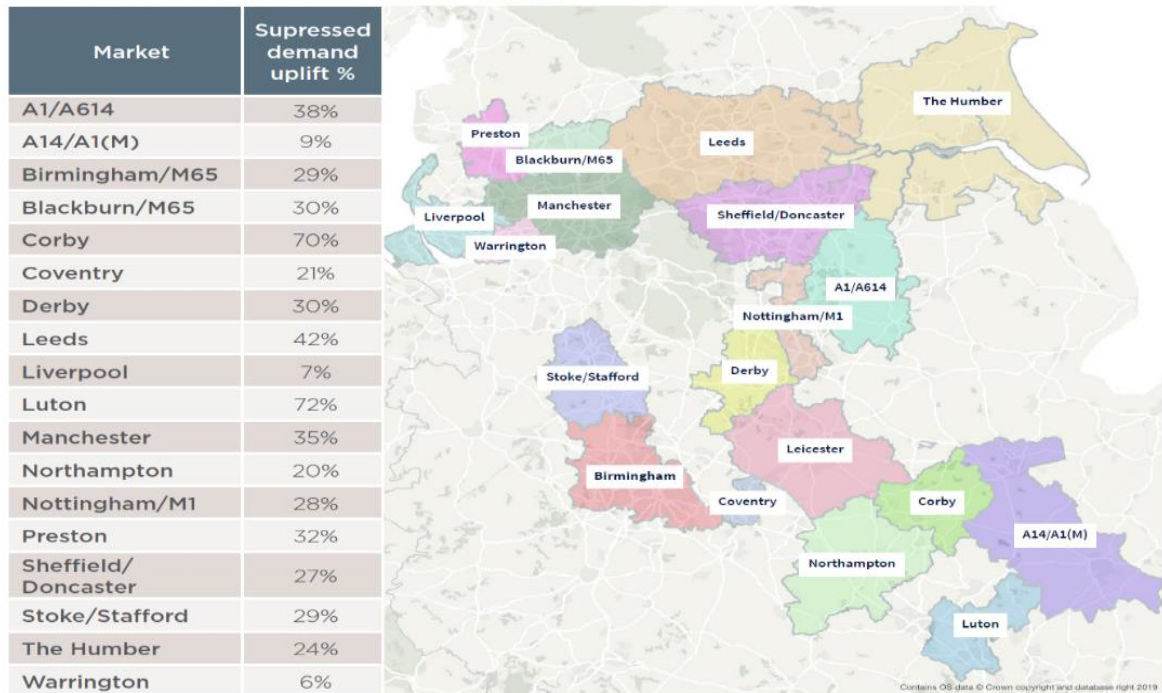 Market
Supressed
demand
uplift %
A1/A614 38%
A14/A1(M) 9%
Birmingham/M65 29%
Blackburn/M65 30%
Corby 70%
Coventry 21%
Derby 30%
Leeds 42%
Liverpool 7%
Luton 72%
Manchester 35%
Northampton 20%
Nottingham/M1 28%
Preston 32%
Sheffield/
Doncaster 27%
Stoke/Stafford 29%
The Humber 24%
Warrington 6%
The Humber
Preston
Leeds
Blackburn/M65
Manchester
Liverpool
Sheffield/Doncaster
Warrington
A1/A614
Nottingham/M1
Derby
Stoke/Stafford
Leicester
Birmingham
Coventry
Corby
A14/A1(M)
Northampton
Luton
Contains OS data © Crown copyright and database right 2019